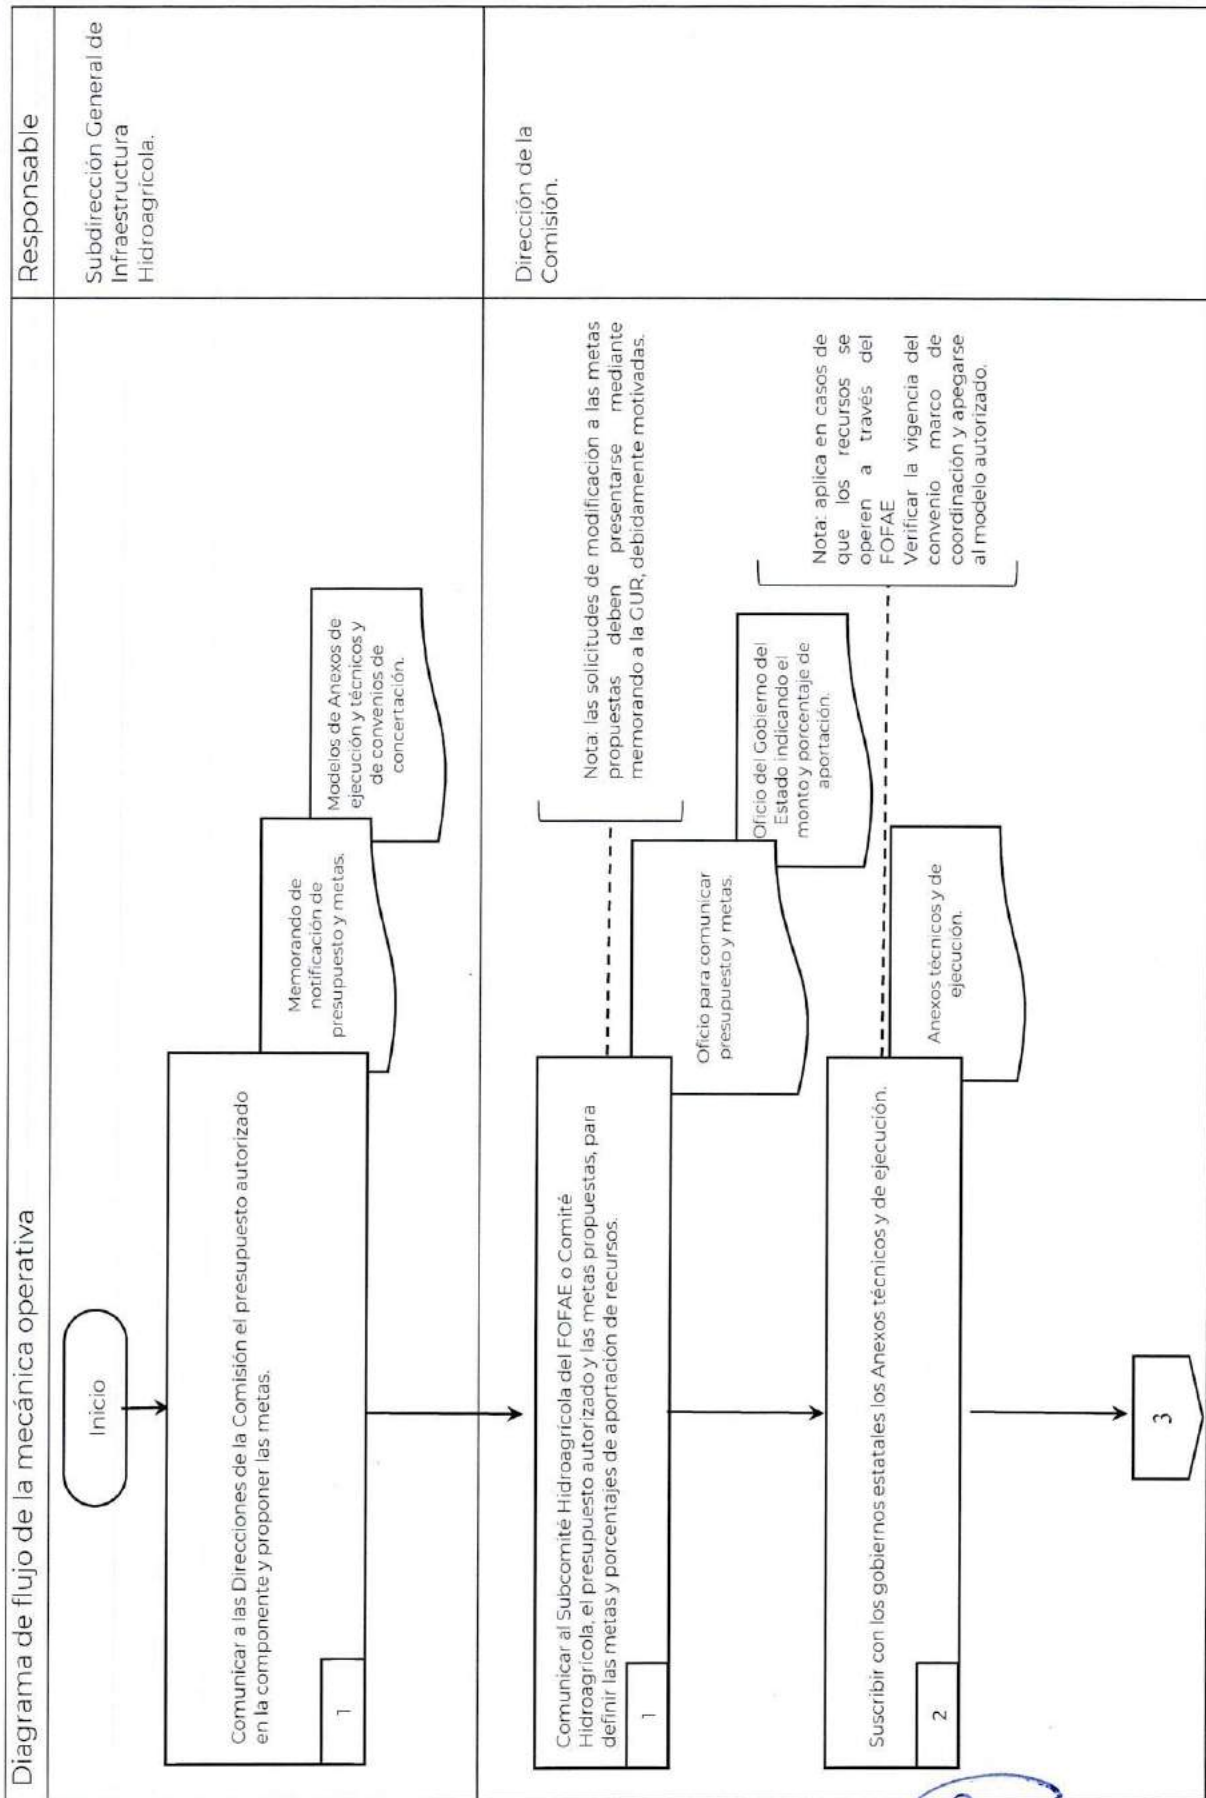 Diagrama de flujo de la mecánica operativa
Responsable
Inicio
Subdirección General de
Infraestructura
Hidroagrícola.
Comunicar a las Direcciones de la Comisión el presupuesto autorizado
en la componente y proponer las metas.
1
Memorando de
notificación de
presupuesto y metas.
Modelos de Anexos de
ejecución y técnicos y
de convenios de
concertación.
Dirección de la
Comisión.
Comunicar al Subcomité Hidroagrícola del FOFAE o Comité
Hidroagrícola, el presupuesto autorizado y las metas propuestas, para
definir las metas y porcentajes de aportación de recursos.
1
Nota: las solicitudes de modificación a las metas
propuestas deben presentarse mediante
memorando a la GUR, debidamente motivadas.
Oficio para comunicar
presupuesto y metas.
Oficio del Gobierno del
Estado indicando el
monto y porcentaje de
aportación.
Suscribir con los gobiernos estatales los Anexos técnicos y de ejecución.
2
Nota: aplica en casos de
que los recursos se
operen a través del
FOFAE
Verificar la vigencia del
convenio marco de
coordinación y apegarse
al modelo autorizado.
Anexos técnicos y de
ejecución.
3